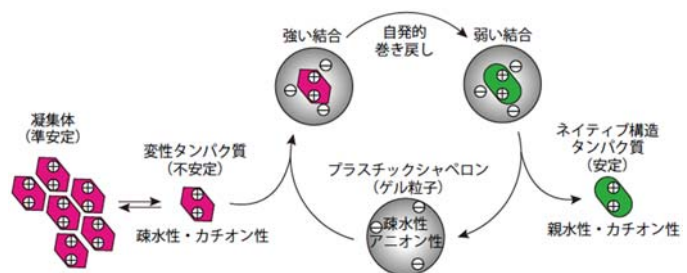 強い結合
自発的
巻き戻し
弱い結合
凝集体
(準安定)
変性タンパク質
(不安定)
疎水性・カチオン性
プラスチックシャペロン
(ゲル粒子)
疎水性
アニオン性
ネイティブ構造
タンパク質
(安定)
親水性・カチオン性